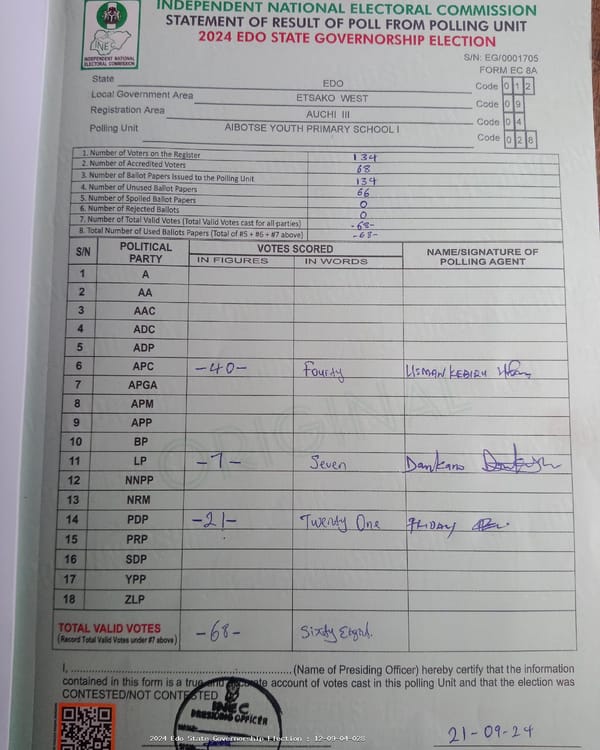 INDEPENDENT NATIONAL ELECTORAL COMMISSION
STATEMENT OF RESULT OF POLL FROM POLLING UNIT
2024 EDO STATE GOVERNORSHIP ELECTION
INEC
INDEPENDENT NATIONAL ELECTORAL COMMISSION
S/N: EG/0001705
FORM EC 8A
State EDO Code 0 1 2
Local Government Area ETSAKO WEST Code 0 9
Registration Area AUCHI III Code 0 4
Polling Unit AIBOTSE YOUTH PRIMARY SCHOOL I Code 0 2 8
1. Number of Voters on the Register 134
2. Number of Accredited Voters 68
3. Number of Ballot Papers Issued to the Polling Unit 134
4. Number of Unused Ballot Papers 66
5. Number of Spoiled Ballot Papers 0
6. Number of Rejected Ballots 0
7. Number of Total Valid Votes (Total Valid Votes cast for all parties) -68-
8. Total Number of Used Ballots Papers (Total of #5 + #6 + #7 above) -68-
S/N POLITICAL PARTY VOTES SCORED NAME/SIGNATURE OF POLLING AGENT
IN FIGURES IN WORDS
1 A
2 AA
3 AAC
4 ADC
5 ADP
6 APC -40- Fourty USMAN KEBIRU
7 APGA
8 APM
9 APP
10 BP
11 LP -7- Seven Dankano
12 NNPP
13 NRM
14 PDP -21- Twenty One FRIDAY
15 PRP
16 SDP
17 YPP
18 ZLP
TOTAL VALID VOTES -68- Sixty Eight.
(Record Total Valid Votes under #7 above)
ORIGINAL
I, (Name of Presiding Officer) hereby certify that the information
contained in this form is a true and accurate account of votes cast in this polling Unit and that the election was
CONTESTED/NOT CONTESTED
INEC
PRESIDING OFFICER
21-09-24
2024 Edo State Governorship Election : 12-09-04-028